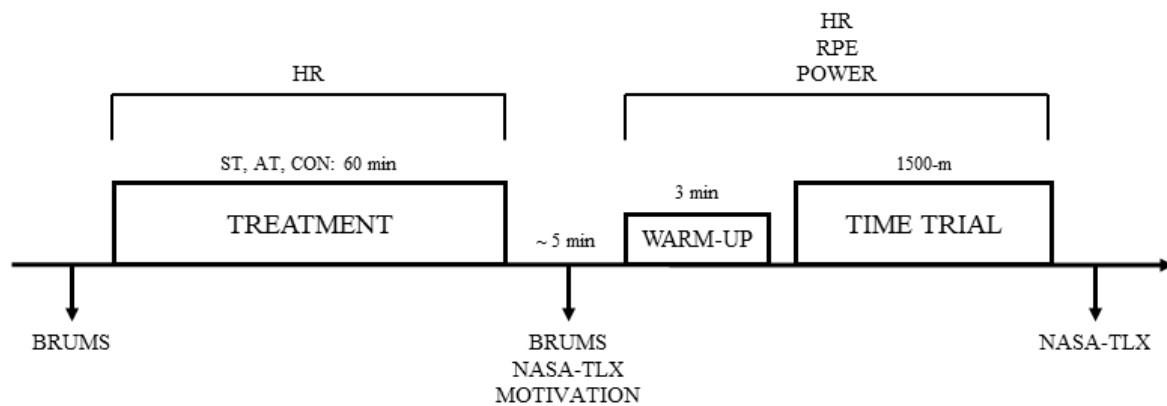 HR
HR
RPE
POWER
ST, AT, CON: 60 min
1500-m
3 min
TREATMENT
TIME TRIAL
~ 5 min
WARM-UP
BRUMS
BRUMS
NASA-TLX
MOTIVATION
NASA-TLX